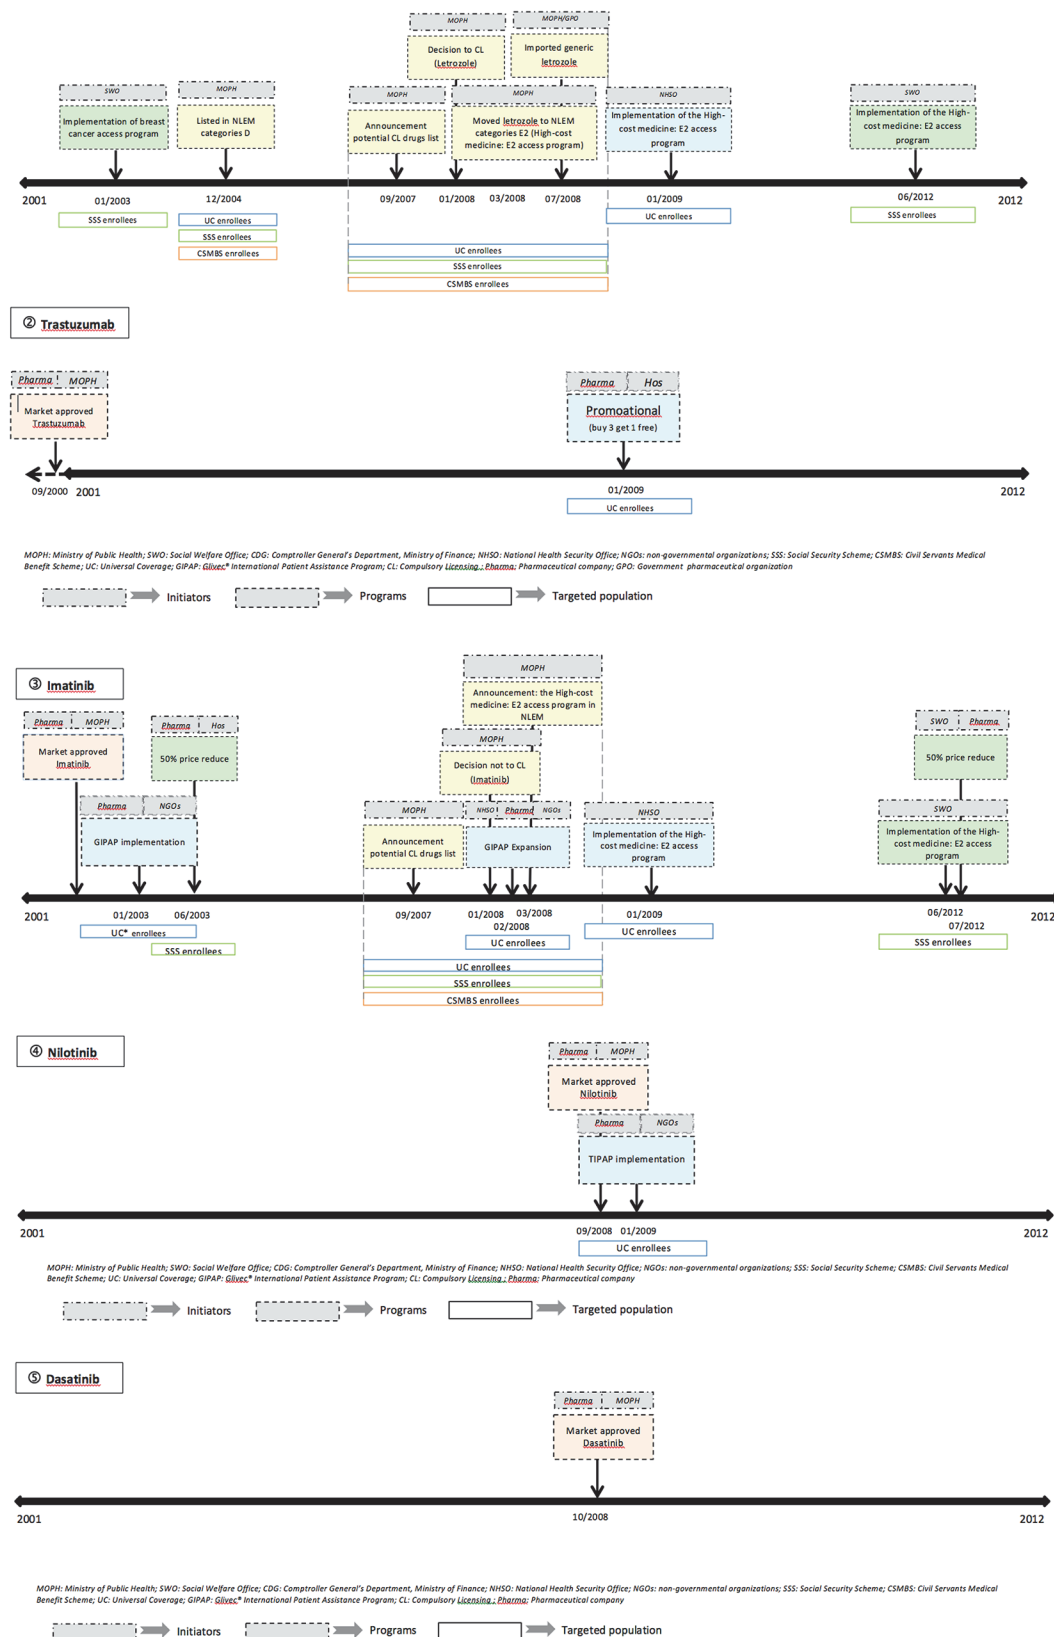 MOPH
MOPH/GPO
Decision to CL
(Letrozole)
Imported generic
letrozole
SWO
MOPH
MOPH
MOPH
NHSO
SWO
Implementation of breast
cancer access program
Listed in NLEM
categories D
Announcement
potential CL drugs list
Moved letrozole to NLEM
categories E2 (High-cost
medicine: E2 access program)
Implementation of the High-
cost medicine: E2 access
program
Implementation of the High-
cost medicine: E2 access
program
2001
01/2003
12/2004
09/2007
01/2008
03/2008
07/2008
01/2009
06/2012
2012
SSS enrollees
UC enrollees
SSS enrollees
CSMBS enrollees
UC enrollees
SSS enrollees
UC enrollees
SSS enrollees
CSMBS enrollees
② Trastuzumab
Pharma
MOPH
Market approved
Trastuzumab
Pharma
Hos
Promoational
(buy 3 get 1 free)
09/2000
2001
01/2009
2012
UC enrollees
MOPH: Ministry of Public Health; SWO: Social Welfare Office; CDG: Comptroller General's Department, Ministry of Finance; NHSO: National Health Security Office; NGOs: non-governmental organizations; SSS: Social Security Scheme; CSMBS: Civil Servants Medical
Benefit Scheme; UC: Universal Coverage; GIPAP: Glivec® International Patient Assistance Program; CL: Compulsory Licensing ; Pharma: Pharmaceutical company; GPO: Government pharmaceutical organization
Initiators
Programs
Targeted population
③ Imatinib
MOPH
Announcement: the High-cost
medicine: E2 access program in
NLEM
Pharma
MOPH
Market approved
Imatinib
Pharma
Hos
50% price reduce
MOPH
Decision not to CL
(Imatinib)
SWO
Pharma
50% price reduce
Pharma
NGOs
GIPAP implementation
MOPH
Announcement
potential CL drugs list
NHSO
Pharma
NGOs
GIPAP Expansion
NHSO
Implementation of the High-
cost medicine: E2 access
program
SWO
Implementation of the High-
cost medicine: E2 access
program
2001
01/2003
06/2003
09/2007
01/2008
03/2008
02/2008
01/2009
06/2012
07/2012
2012
UC* enrollees
SSS enrollees
UC enrollees
UC enrollees
SSS enrollees
UC enrollees
SSS enrollees
CSMBS enrollees
④ Nilotinib
Pharma
MOPH
Market approved
Nilotinib
Pharma
NGOs
TIPAP implementation
2001
09/2008
01/2009
2012
UC enrollees
MOPH: Ministry of Public Health; SWO: Social Welfare Office; CDG: Comptroller General's Department, Ministry of Finance; NHSO: National Health Security Office; NGOs: non-governmental organizations; SSS: Social Security Scheme; CSMBS: Civil Servants Medical
Benefit Scheme; UC: Universal Coverage; GIPAP: Glivec® International Patient Assistance Program; CL: Compulsory Licensing ; Pharma: Pharmaceutical company
Initiators
Programs
Targeted population
⑤ Dasatinib
Pharma
MOPH
Market approved
Dasatinib
2001
10/2008
2012
MOPH: Ministry of Public Health; SWO: Social Welfare Office; CDG: Comptroller General's Department, Ministry of Finance; NHSO: National Health Security Office; NGOs: non-governmental organizations; SSS: Social Security Scheme; CSMBS: Civil Servants Medical
Benefit Scheme; UC: Universal Coverage; GIPAP: Glivec® International Patient Assistance Program; CL: Compulsory Licensing ; Pharma: Pharmaceutical company
Initiators
Programs
Targeted population